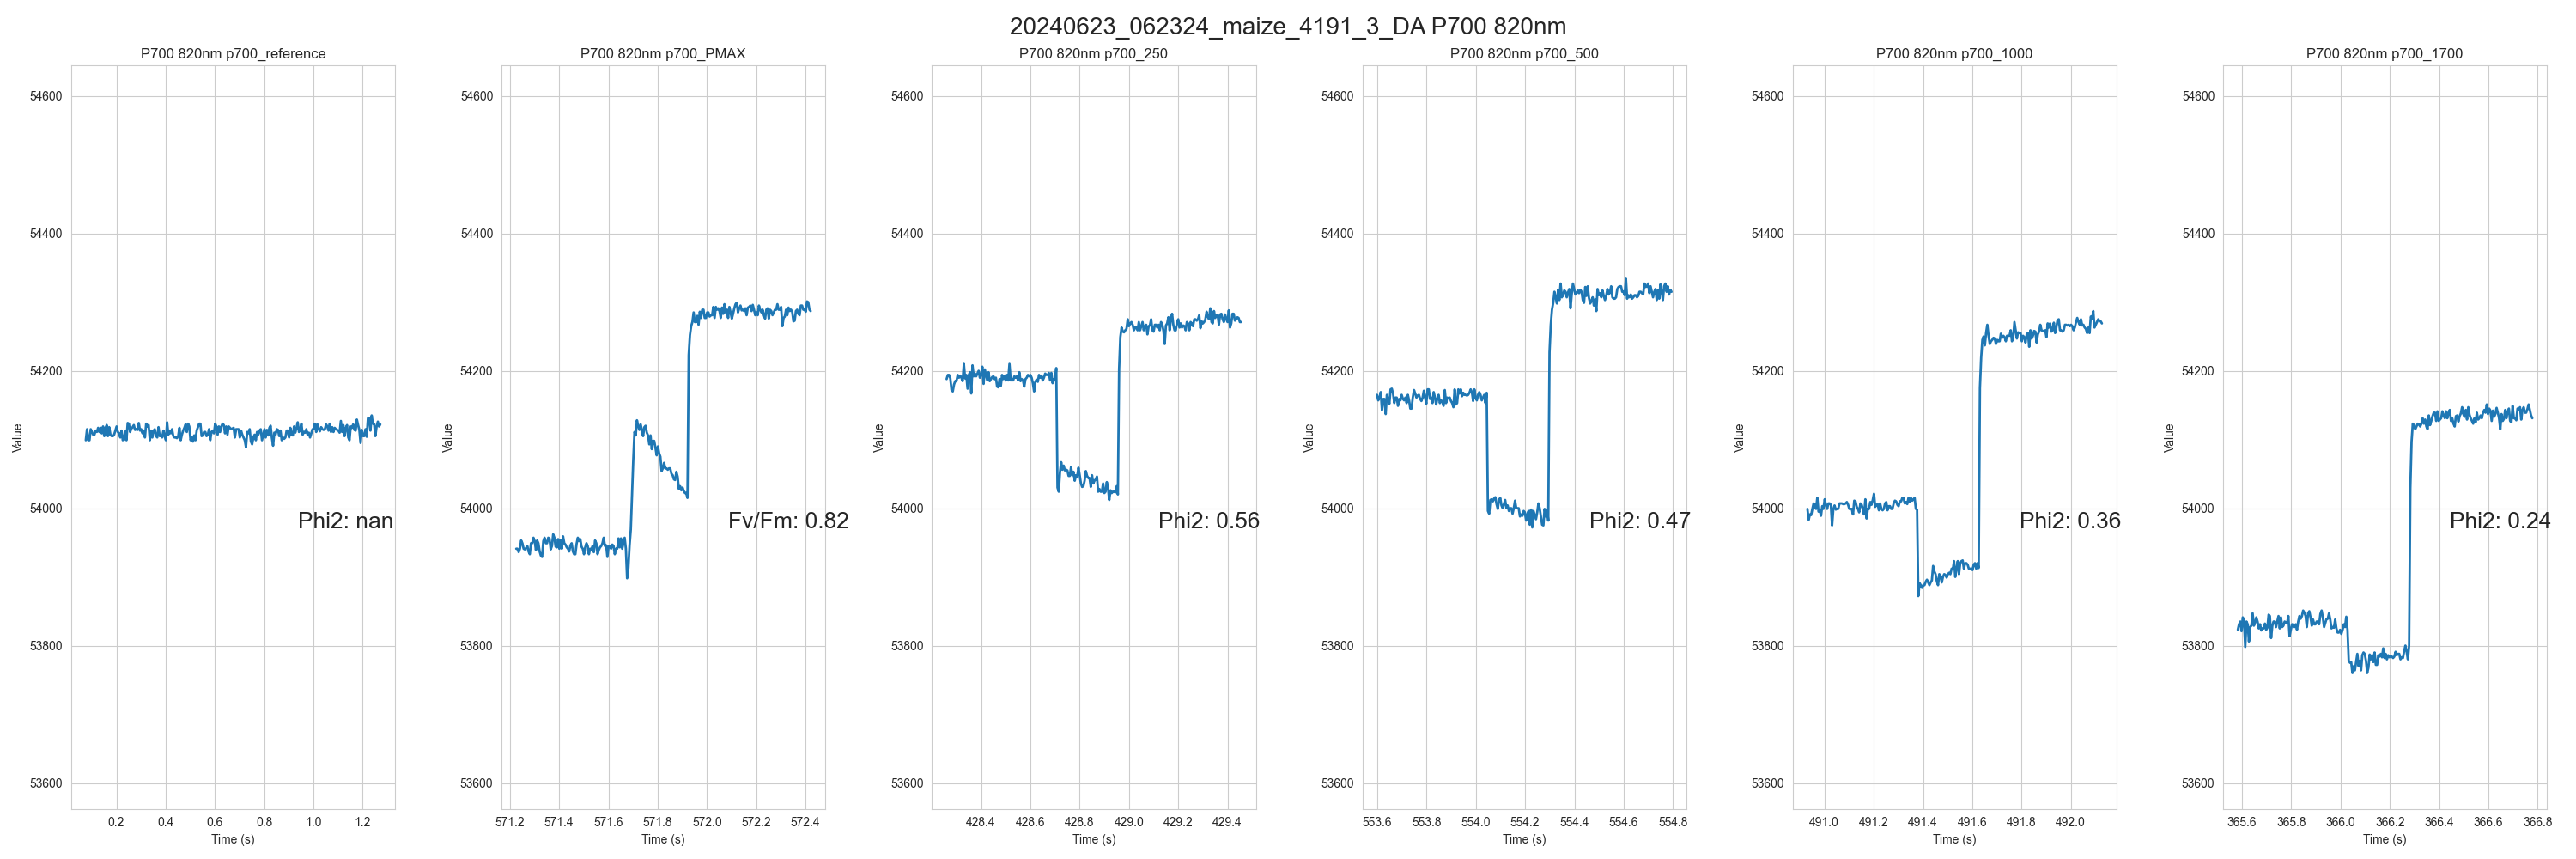 20240623_062324_maize_4191_3_DA P700 820nm
P700 820nm p700_reference
54600
54400
54200
54000
53800
53600
Value
Phi2: nan
0.2 0.4 0.6 0.8 1.0 1.2
Time (s)
P700 820nm p700_PMAX
54600
54400
54200
54000
53800
53600
Value
Fv/Fm: 0.82
571.2 571.4 571.6 571.8 572.0 572.2 572.4
Time (s)
P700 820nm p700_250
54600
54400
54200
54000
53800
53600
Value
Phi2: 0.56
428.4 428.6 428.8 429.0 429.2 429.4
Time (s)
P700 820nm p700_500
54600
54400
54200
54000
53800
53600
Value
Phi2: 0.47
553.6 553.8 554.0 554.2 554.4 554.6 554.8
Time (s)
P700 820nm p700_1000
54600
54400
54200
54000
53800
53600
Value
Phi2: 0.36
491.0 491.2 491.4 491.6 491.8 492.0
Time (s)
P700 820nm p700_1700
54600
54400
54200
54000
53800
53600
Value
Phi2: 0.24
365.6 365.8 366.0 366.2 366.4 366.6 366.8
Time (s)